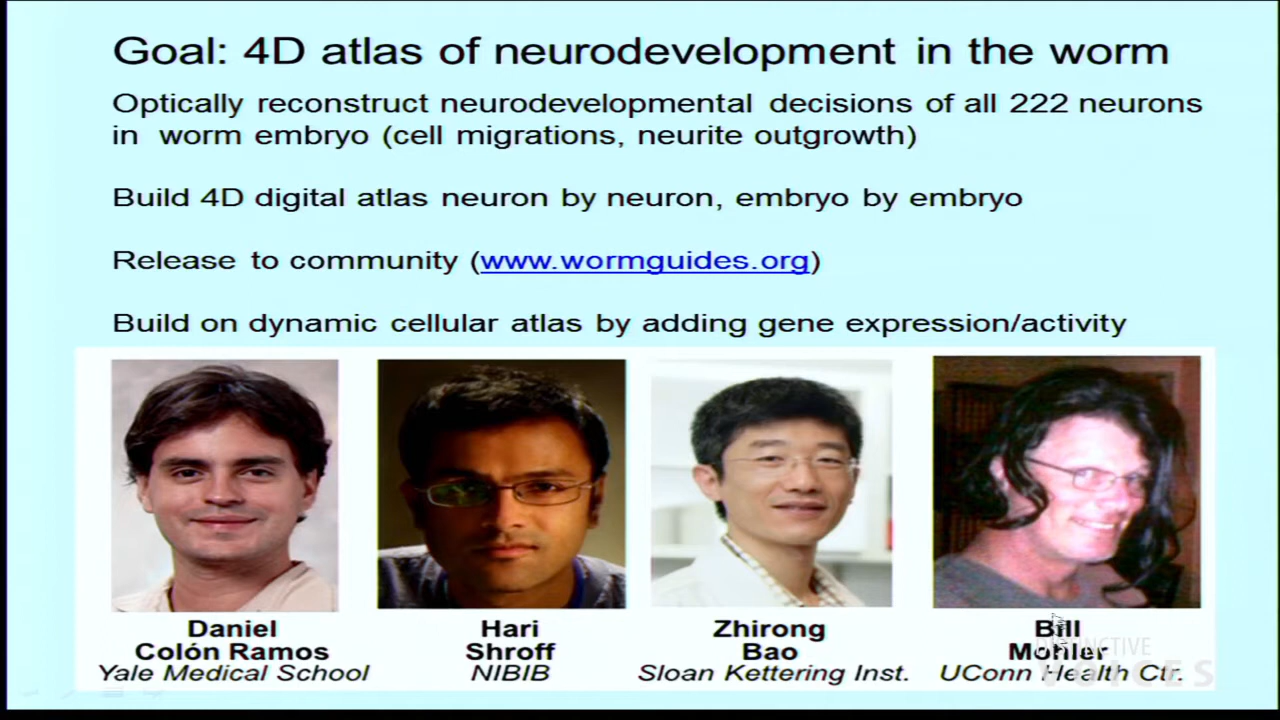 Goal: 4D atlas of neurodevelopment in the worm
Optically reconstruct neurodevelopmental decisions of all 222 neurons
in worm embryo (cell migrations, neurite outgrowth)
Build 4D digital atlas neuron by neuron, embryo by embryo
Release to community (www.wormguides.org)
Build on dynamic cellular atlas by adding gene expression/activity
Daniel
Colón Ramos
Yale Medical School
Hari
Shroff
NIBIB
Zhirong
Bao
Sloan Kettering Inst.
Bill
Mohler
UConn Health Ctr.
DISTINCTIVE
VOICES